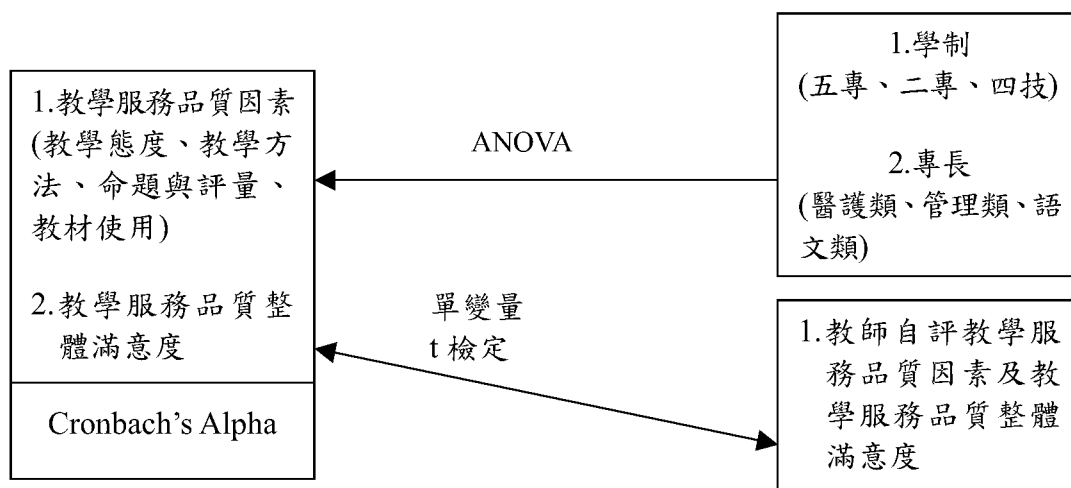 1.教學服務品質因素
(教學態度、教學方
法、命題與評量、
教材使用)
2.教學服務品質整
體滿意度
Cronbach's Alpha
ANOVA
單變量
t 檢定
1.學制
(五專、二專、四技)
2.專長
(醫護類、管理類、語
文類)
1.教師自評教學服
務品質因素及教
學服務品質整體
滿意度